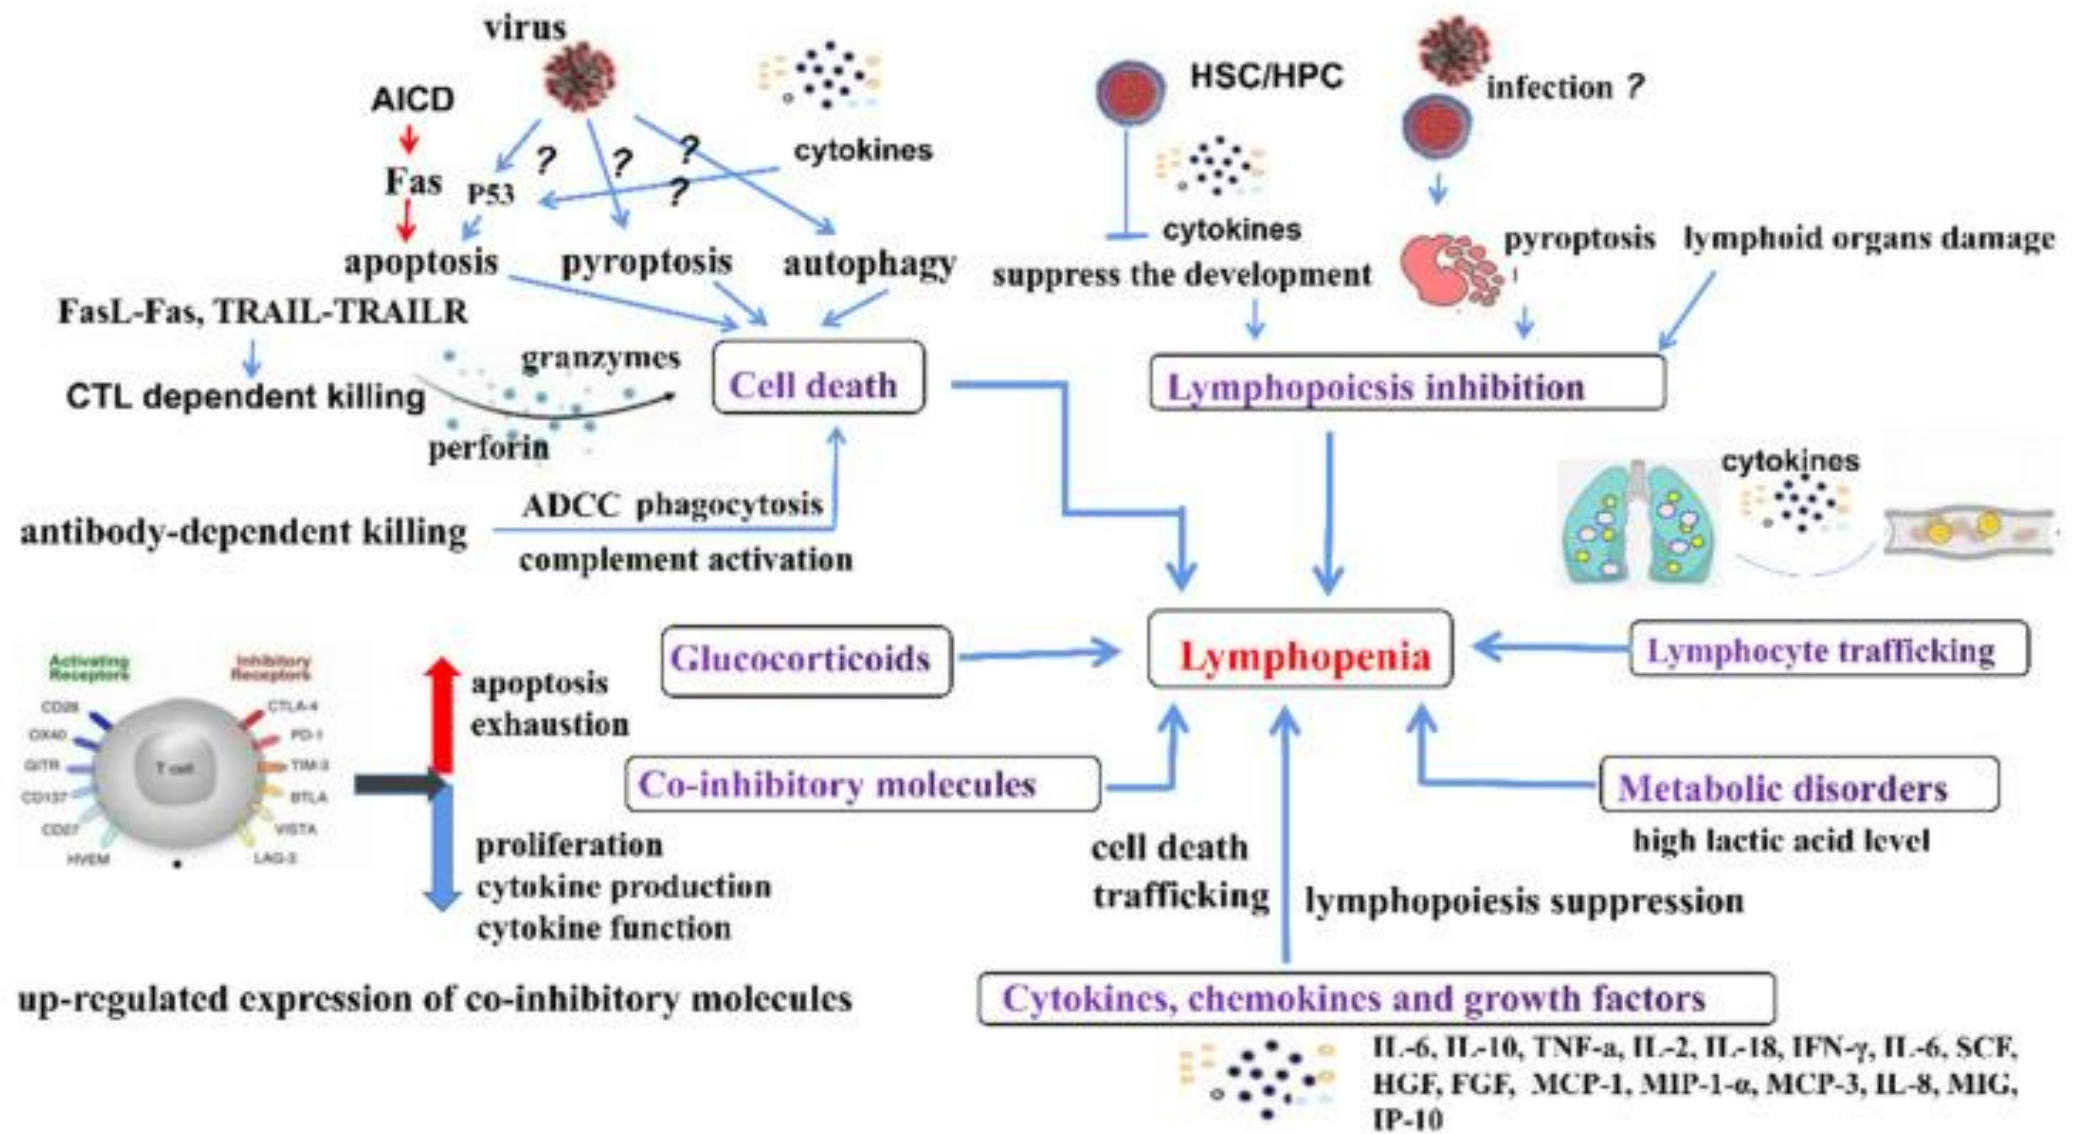 virus
AICD
Fas
P53
?
?
?
?
cytokines
apoptosis
pyroptosis
autophagy
FasL-Fas, TRAIL-TRAILR
CTL dependent killing
granzymes
perforin
Cell death
antibody-dependent killing
ADCC phagocytosis
complement activation
HSC/HPC
cytokines
suppress the development
infection ?
pyroptosis
lymphoid organs damage
Lymphopoicsis inhibition
cytokines
Glucocorticoids
Lymphopenia
Lymphocyte trafficking
Activating
Receptors
Inhibitory
Receptors
CD28
OX40
GITR
CD137
CD27
HVEM
T cell
CTLA-4
PD-1
TIM-3
BTLA
VISTA
LAG-3
apoptosis
exhaustion
proliferation
cytokine production
cytokine function
Co-inhibitory molecules
Metabolic disorders
high lactic acid level
cell death
trafficking
lymphopoiesis suppression
up-regulated expression of co-inhibitory molecules
Cytokines, chemokines and growth factors
IL-6, IL-10, TNF-a, IL-2, IL-18, IFN-γ, IL-6, SCF,
HGF, FGF, MCP-1, MIP-1-α, MCP-3, IL-8, MIG,
IP-10